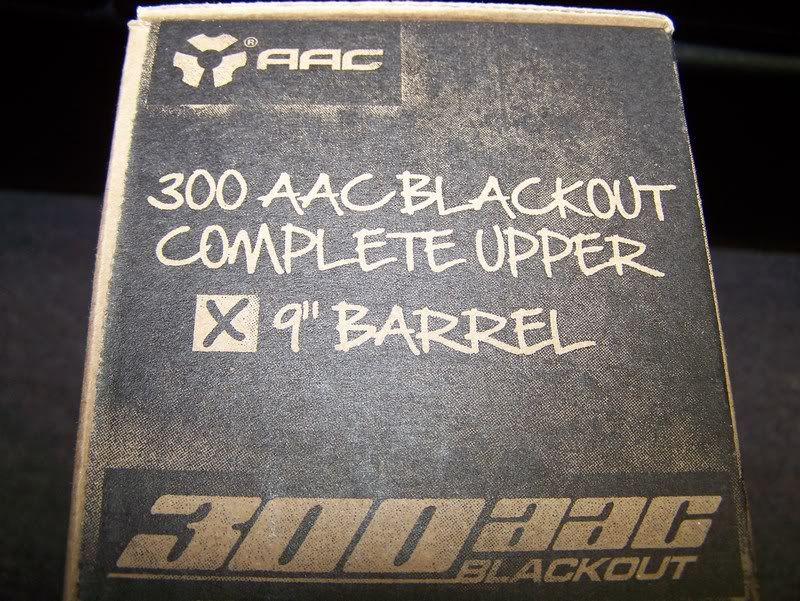 ® AAC
300 AAC BLACKOUT
COMPLETE UPPER
X 9" BARREL
300 aac
BLACKOUT